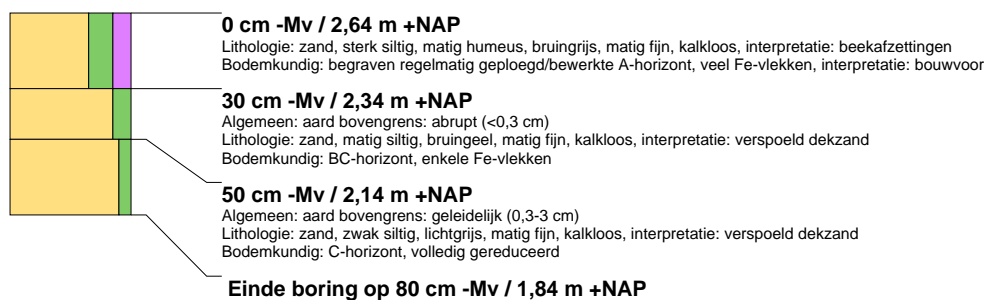 0 cm -Mv / 2,64 m +NAP
Lithologie: zand, sterk siltig, matig humeus, bruingrijs, matig fijn, kalkloos, interpretatie: beekafzettingen
Bodemkundig: begraven regelmatig geploegd/bewerkte A-horizont, veel Fe-vlekken, interpretatie: bouwvoor
30 cm -Mv / 2,34 m +NAP
Algemeen: aard bovengrens: abrupt (<0,3 cm)
Lithologie: zand, matig siltig, bruingeel, matig fijn, kalkloos, interpretatie: verspoeld dekzand
Bodemkundig: BC-horizont, enkele Fe-vlekken
50 cm -Mv / 2,14 m +NAP
Algemeen: aard bovengrens: geleidelijk (0,3-3 cm)
Lithologie: zand, zwak siltig, lichtgrijs, matig fijn, kalkloos, interpretatie: verspoeld dekzand
Bodemkundig: C-horizont, volledig gereduceerd
Einde boring op 80 cm -Mv / 1,84 m +NAP